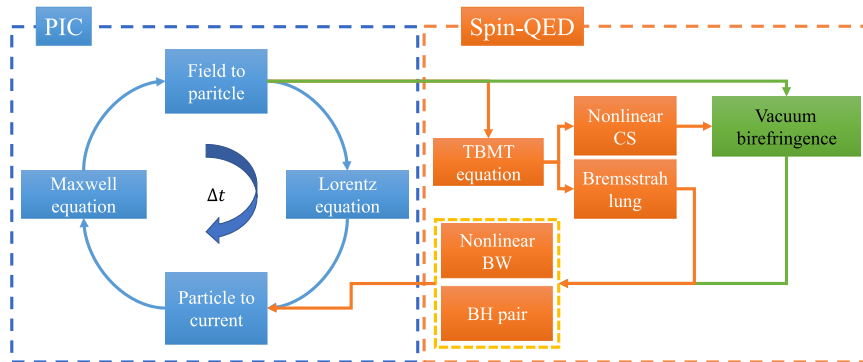 PIC
Spin-QED
Field to
paritcle
Maxwell
equation
Δt
Lorentz
equation
Particle to
current
TBMT
equation
Nonlinear
CS
Bremsstrah
lung
Vacuum
birefringence
Nonlinear
BW
BH pair